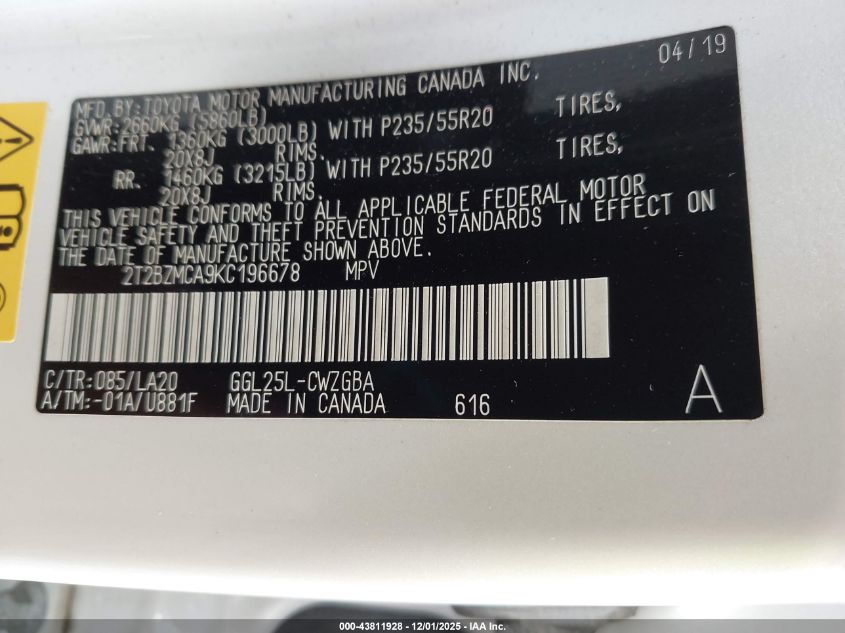 04/19
MFD BY:TOYOTA MOTOR MANUFACTURING CANADA INC.
GVWR:2660KG (5860LB)
GAWR:FRT. 1360KG (3000LB) WITH P235/55R20 TIRES,
20X8J RIMS.
RR. 1460KG (3215LB) WITH P235/55R20 TIRES,
20X8J RIMS.
THIS VEHICLE CONFORMS TO ALL APPLICABLE FEDERAL MOTOR
VEHICLE SAFETY AND THEFT PREVENTION STANDARDS IN EFFECT ON
THE DATE OF MANUFACTURE SHOWN ABOVE.
2T2BZMCA9KC196678 MPV
C/TR:085/LA20 GGL25L-CWZGBA
A/TM:-01A/U881F MADE IN CANADA 616 A
000-43811928 - 12/01/2025 - IAA Inc.